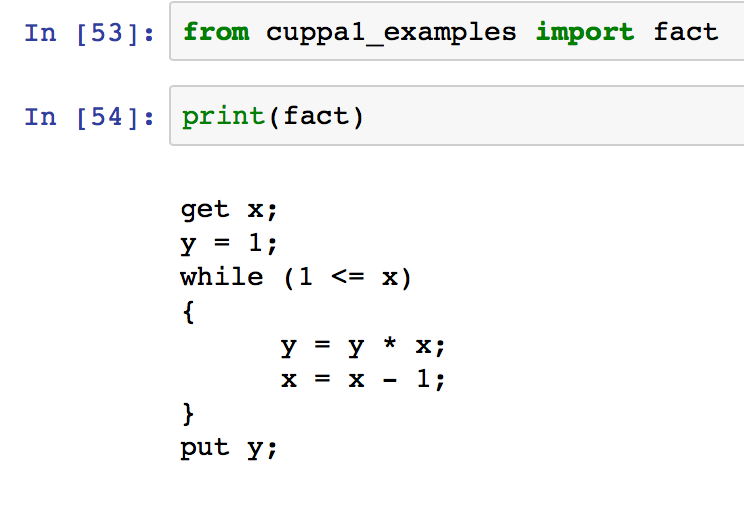 In [53]: from cuppa1_examples import fact
In [54]: print(fact)
get x;
y = 1;
while (1 <= x)
{
y = y * x;
x = x - 1;
}
put y;